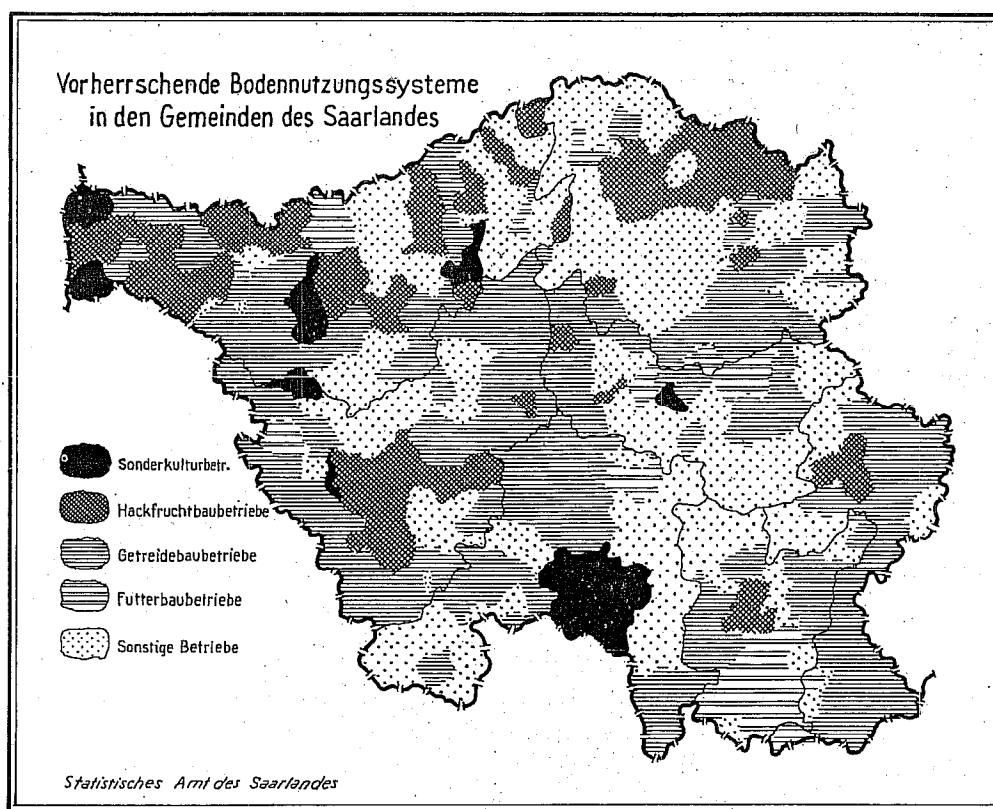 Vorherrschende Bodennutzungssysteme
in den Gemeinden des Saarlandes
Sonderkulturbetr.
Hackfruchtbaubetriebe
Getreidebaubetriebe
Futterbaubetriebe
Sonstige Betriebe
Statistisches Amt des Saarlandes